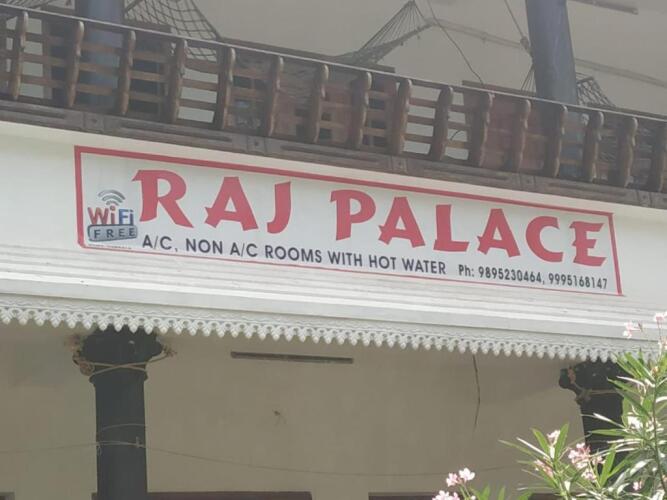 RAJ PALACE
WiFi
FREE
A/C, NON A/C ROOMS WITH HOT WATER Ph: 9895230464, 9995168147